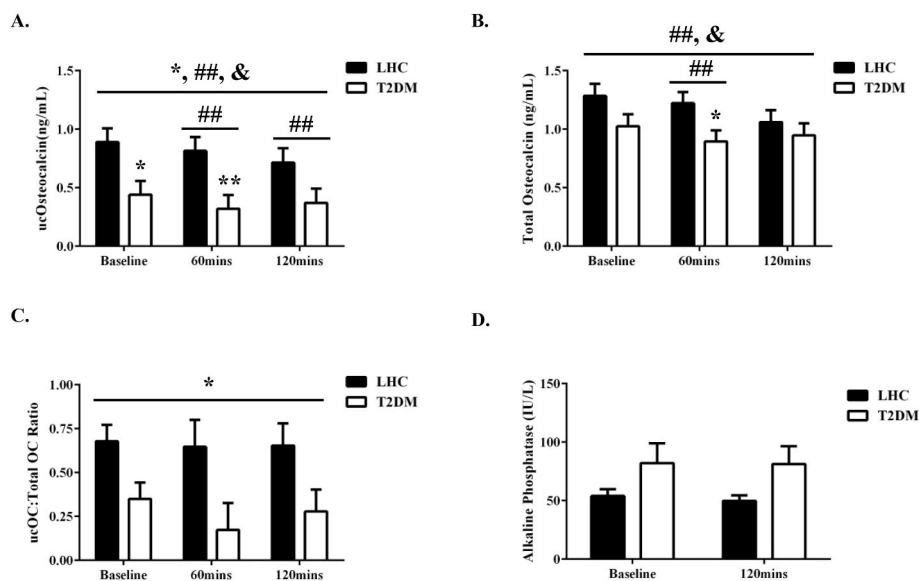 A.
*, ##, &
LHC
T2DM
##
##
*
**
ucOsteocalcin(ng/mL)
1.5
1.0
0.5
0.0
Baseline
60mins
120mins
B.
##, &
LHC
T2DM
##
*
Total Osteocalcin (ng/mL)
1.5
1.0
0.5
0.0
Baseline
60mins
120mins
C.
*
LHC
T2DM
ucOC:Total OC Ratio
1.00
0.75
0.50
0.25
0.00
Baseline
60mins
120mins
D.
LHC
T2DM
Alkaline Phosphatase (IU/L)
150
100
50
0
Baseline
120mins